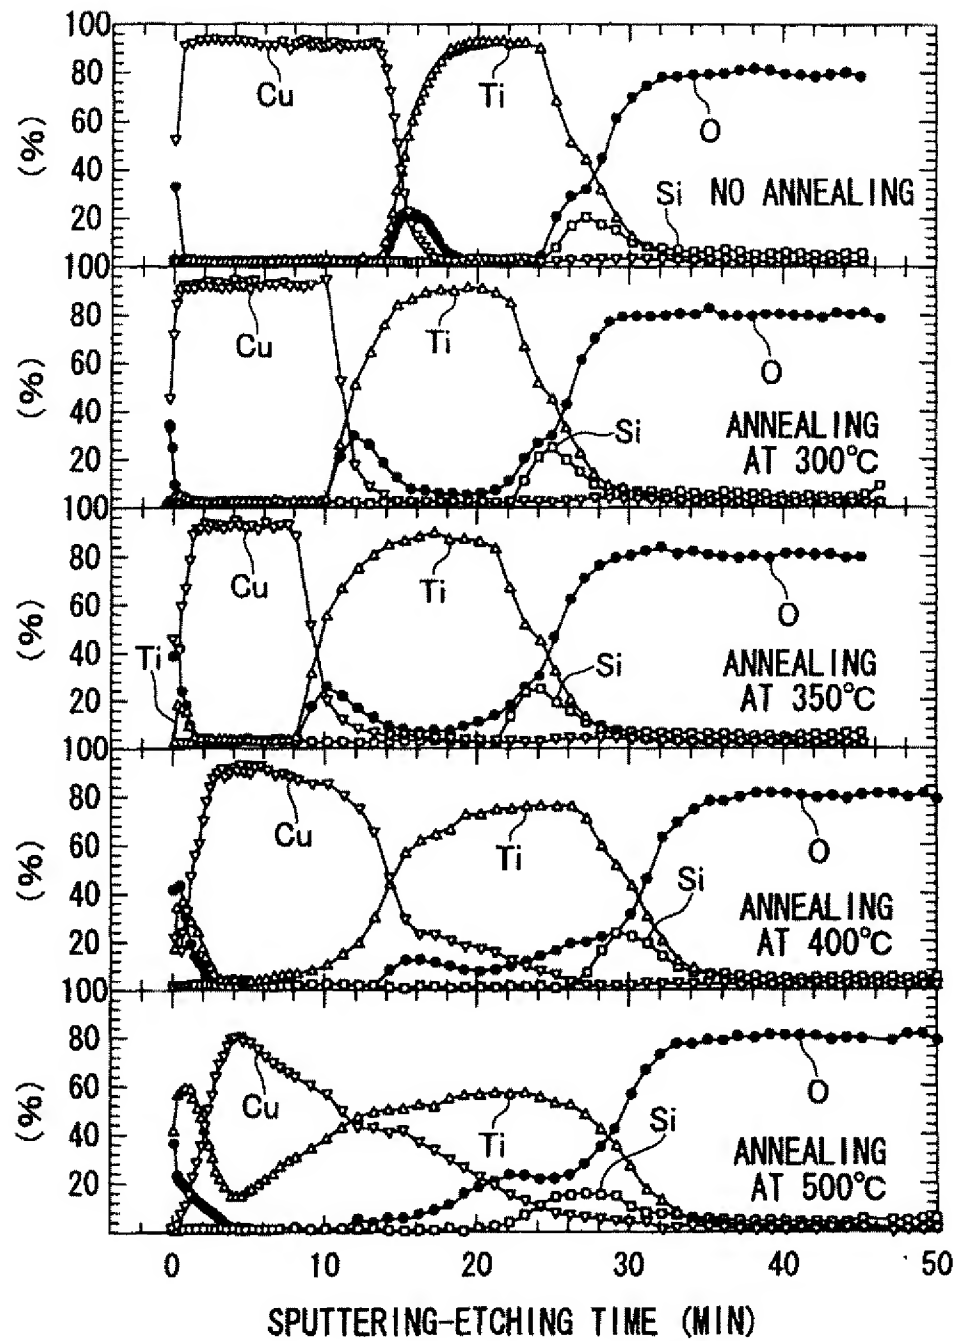 100
80
60
40
20
(%)
Cu
Ti
O
Si
NO ANNEALING
100
80
60
40
20
(%)
Cu
Ti
O
Si
ANNEALING
AT 300°C
100
80
60
40
20
(%)
Ti
Cu
Ti
O
Si
ANNEALING
AT 350°C
100
80
60
40
20
(%)
Cu
Ti
O
Si
ANNEALING
AT 400°C
100
80
60
40
20
(%)
Cu
Ti
O
Si
ANNEALING
AT 500°C
0 10 20 30 40 50
SPUTTERING-ETCHING TIME (MIN)